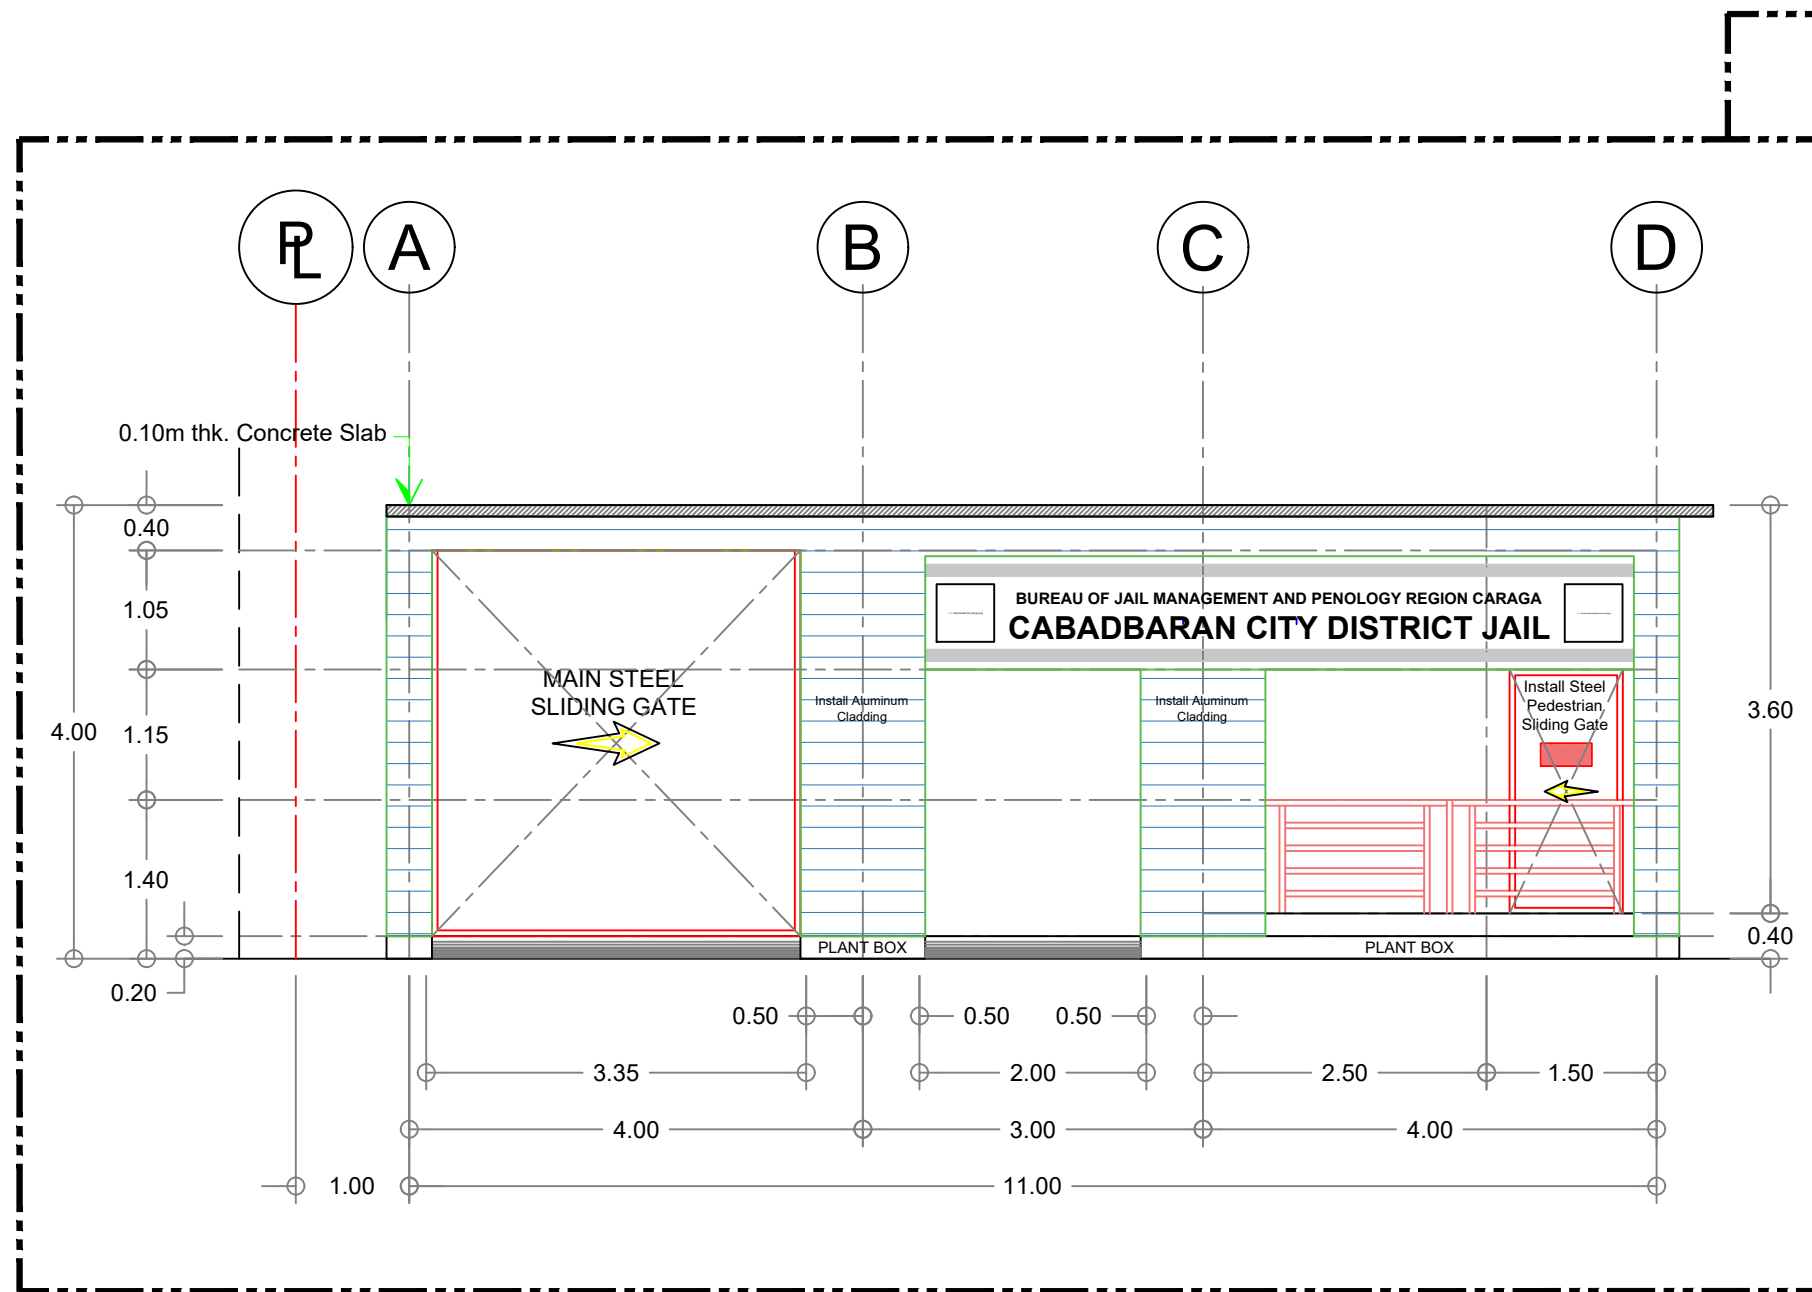 PL
A
B
C
D
0.10m thk. Concrete Slab
0.40
1.05
4.00
1.15
1.40
0.20
BUREAU OF JAIL MANAGEMENT AND PENOLOGY REGION CARAGA
CABADBARAN CITY DISTRICT JAIL
MAIN STEEL
SLIDING GATE
Install Aluminum
Cladding
Install Aluminum
Cladding
Install Steel
Pedestrian
Sliding Gate
3.60
0.40
PLANT BOX
PLANT BOX
0.50
0.50
0.50
3.35
2.00
2.50
1.50
4.00
3.00
4.00
1.00
11.00